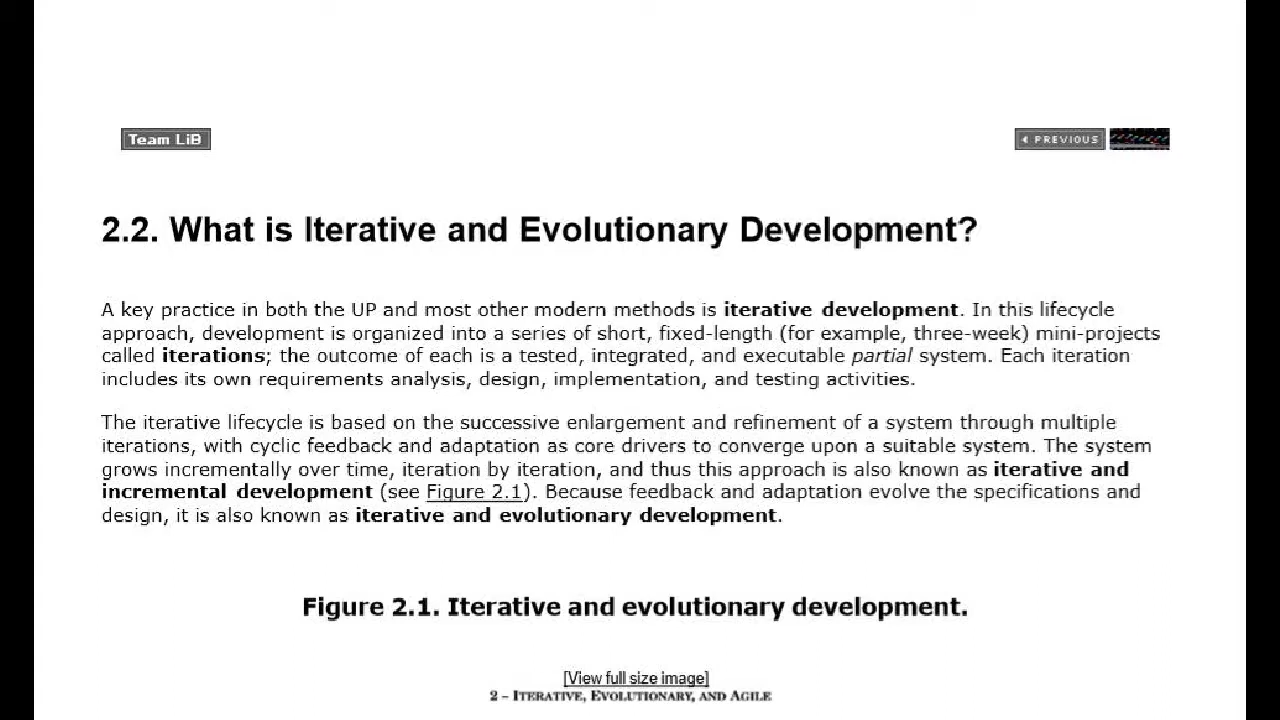 Team LiB
PREVIOUS
2.2. What is Iterative and Evolutionary Development?
A key practice in both the UP and most other modern methods is iterative development. In this lifecycle
approach, development is organized into a series of short, fixed-length (for example, three-week) mini-projects
called iterations; the outcome of each is a tested, integrated, and executable partial system. Each iteration
includes its own requirements analysis, design, implementation, and testing activities.
The iterative lifecycle is based on the successive enlargement and refinement of a system through multiple
iterations, with cyclic feedback and adaptation as core drivers to converge upon a suitable system. The system
grows incrementally over time, iteration by iteration, and thus this approach is also known as iterative and
incremental development (see Figure 2.1). Because feedback and adaptation evolve the specifications and
design, it is also known as iterative and evolutionary development.
Figure 2.1. Iterative and evolutionary development.
[View full size image]
2 – ITERATIVE, EVOLUTIONARY, AND AGILE